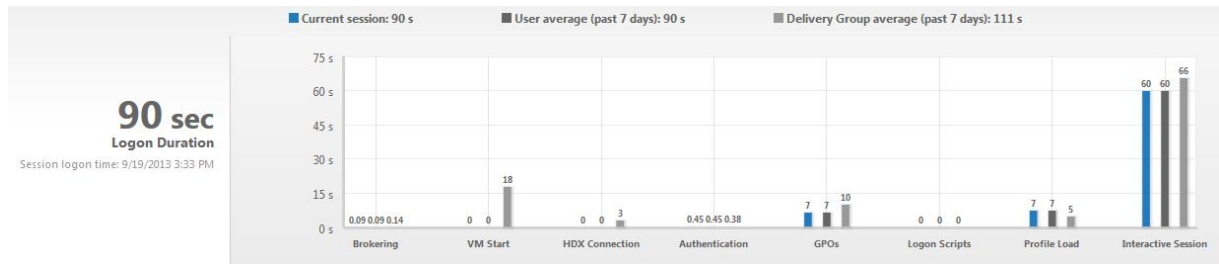 Current session: 90 s
User average (past 7 days): 90 s
Delivery Group average (past 7 days): 111 s
90 sec
Logon Duration
Session logon time: 9/19/2013 3:33 PM
75 s
60 s
45 s
30 s
15 s
0 s
0.09 0.09 0.14
0 0 18
0 0 3
0.45 0.45 0.38
7 7 10
0 0 0
7 7 5
60 60 66
Brokering
VM Start
HDX Connection
Authentication
GPOs
Logon Scripts
Profile Load
Interactive Session